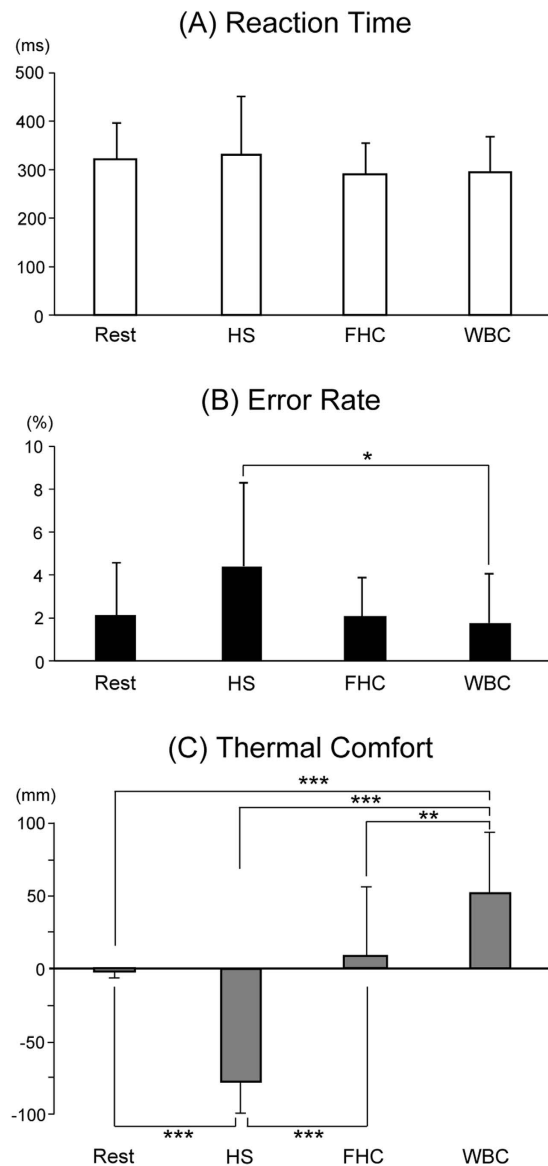 (A) Reaction Time
(ms)
500
400
300
200
100
0
Rest HS FHC WBC
(B) Error Rate
(%)
10
*
8
6
4
2
0
Rest HS FHC WBC
(C) Thermal Comfort
(mm)
***
***
100
**
50
0
-50
-100
*** ***
Rest HS FHC WBC